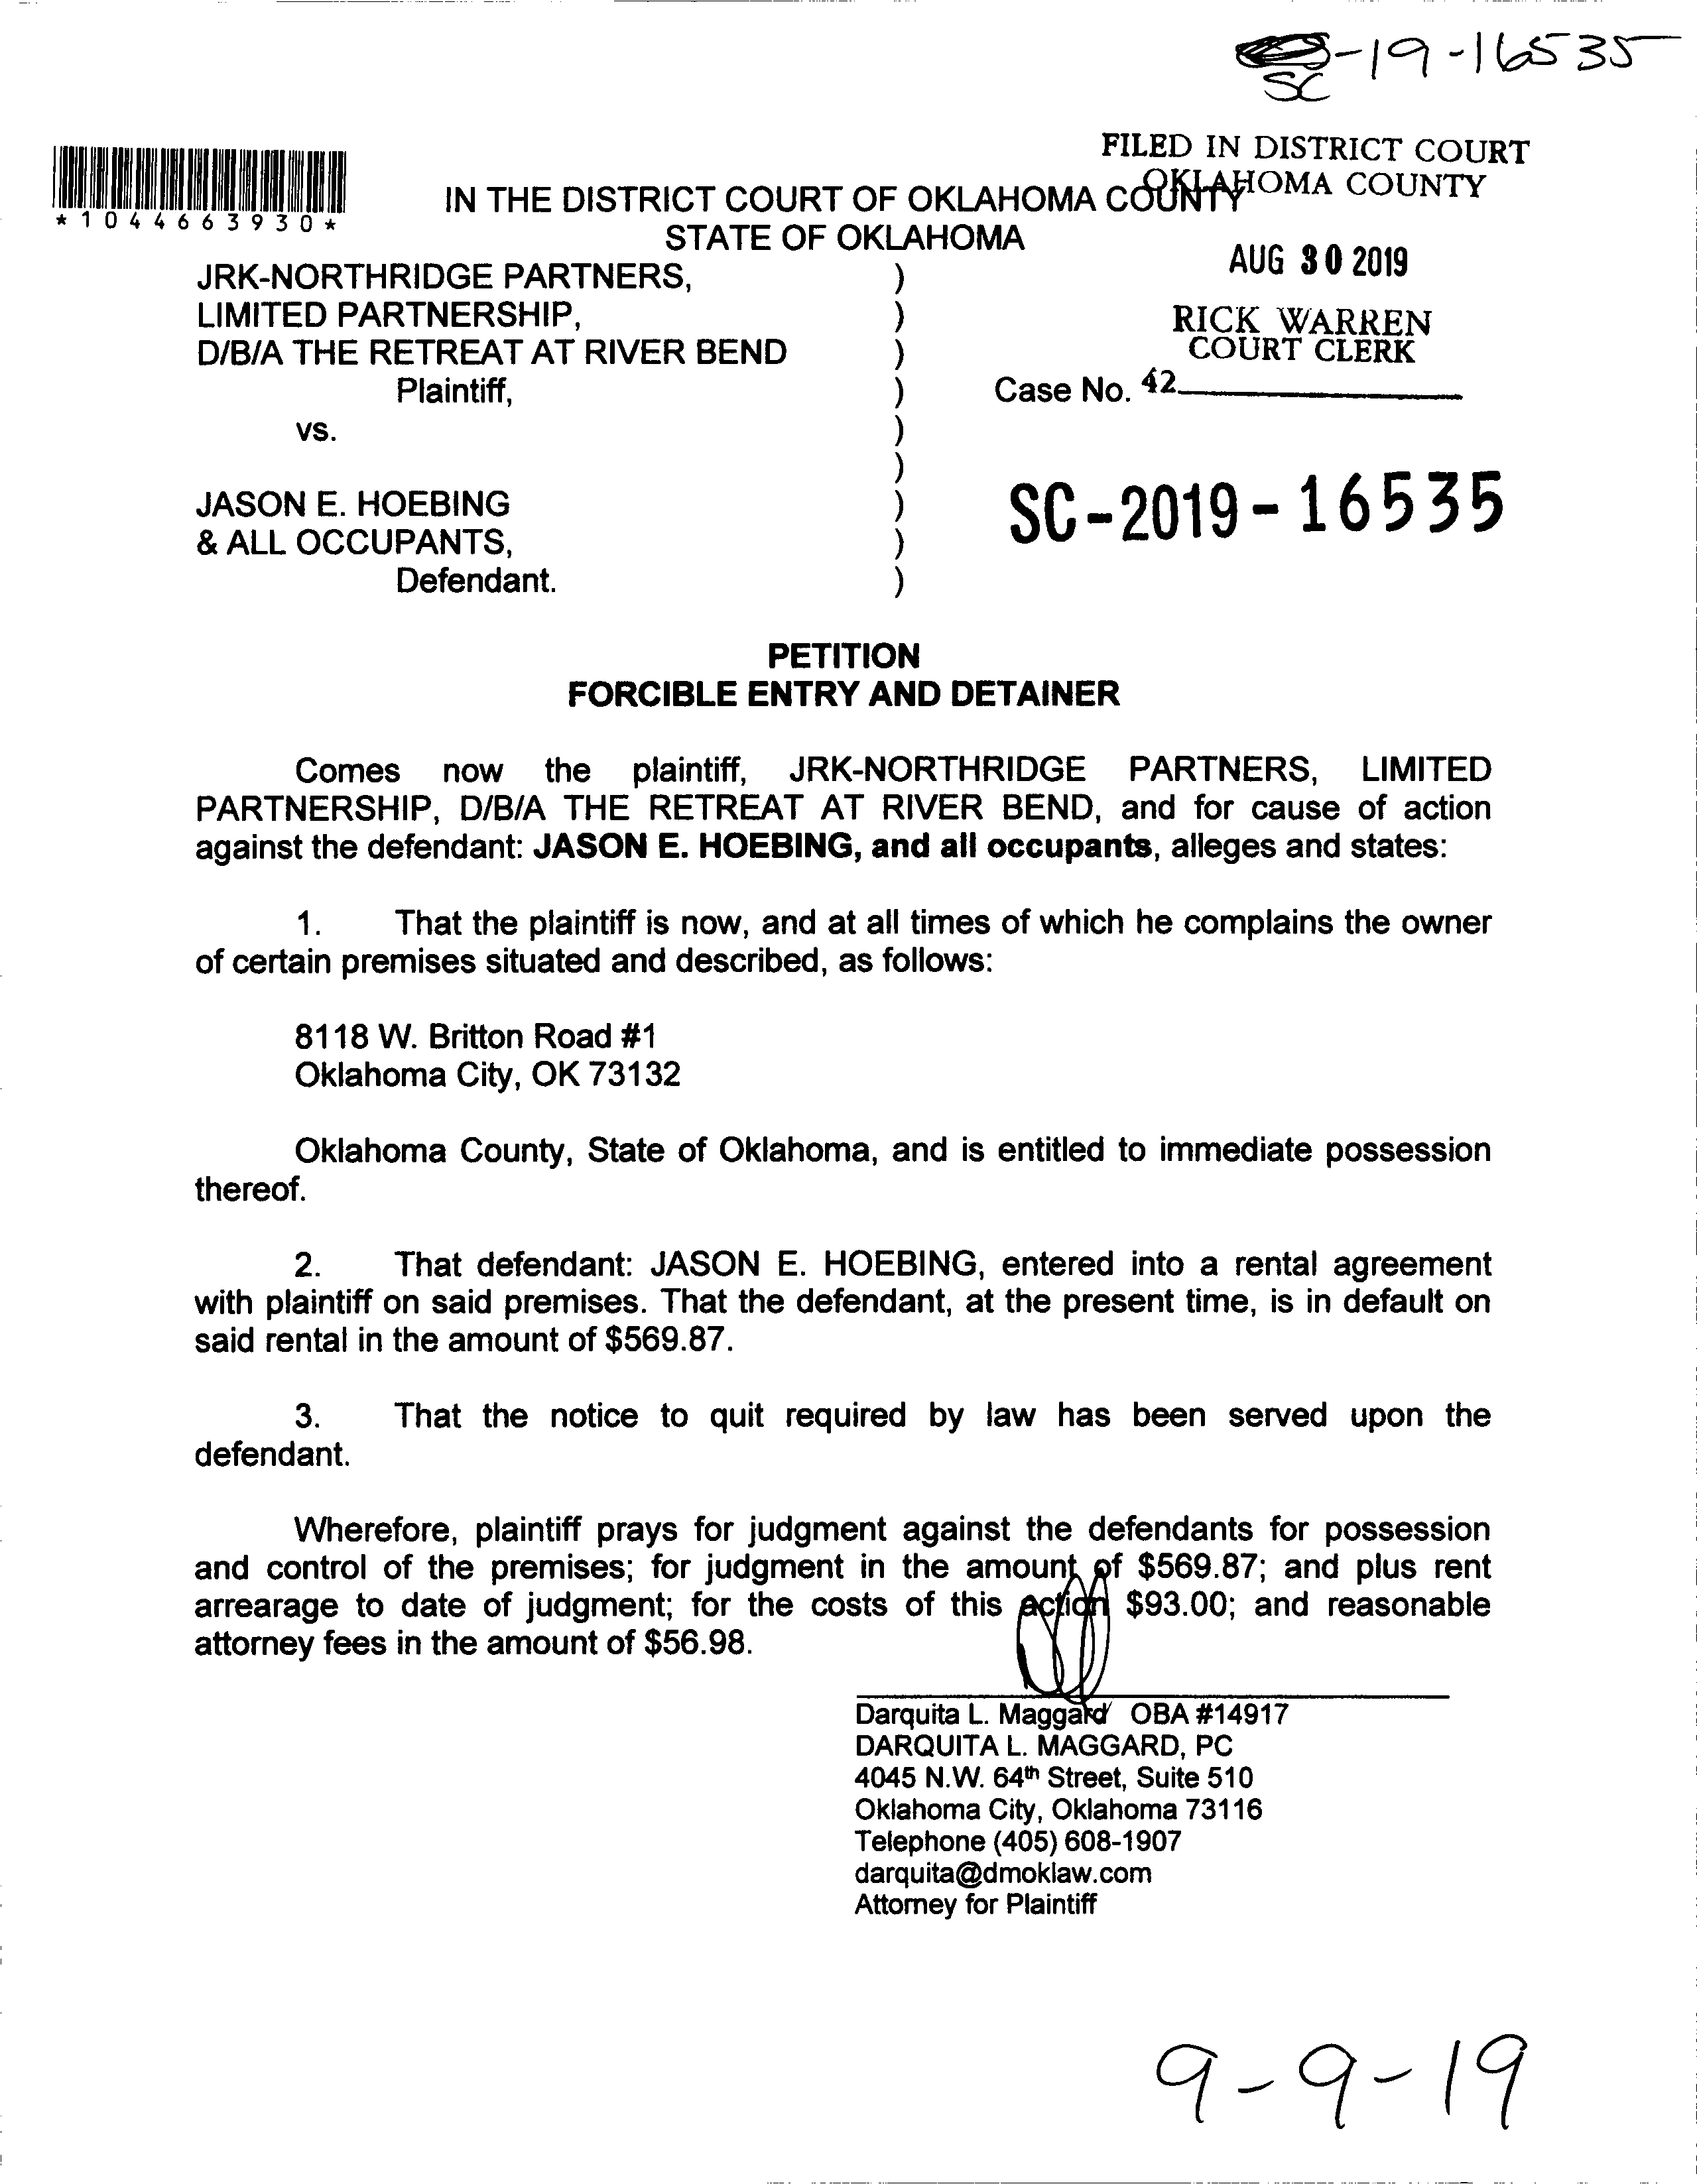 SC-19-16535
FILED IN DISTRICT COURT
OKLAHOMA COUNTY
*1044663930*
IN THE DISTRICT COURT OF OKLAHOMA COUNTY
STATE OF OKLAHOMA
AUG 30 2019
RICK WARREN
COURT CLERK
JRK-NORTHRIDGE PARTNERS, )
LIMITED PARTNERSHIP, )
D/B/A THE RETREAT AT RIVER BEND )
Plaintiff, ) Case No. 42
vs. )
)
JASON E. HOEBING ) SC-2019-16535
& ALL OCCUPANTS, )
Defendant. )
PETITION
FORCIBLE ENTRY AND DETAINER
Comes now the plaintiff, JRK-NORTHRIDGE PARTNERS, LIMITED
PARTNERSHIP, D/B/A THE RETREAT AT RIVER BEND, and for cause of action
against the defendant: JASON E. HOEBING, and all occupants, alleges and states:
1. That the plaintiff is now, and at all times of which he complains the owner
of certain premises situated and described, as follows:
8118 W. Britton Road #1
Oklahoma City, OK 73132
Oklahoma County, State of Oklahoma, and is entitled to immediate possession
thereof.
2. That defendant: JASON E. HOEBING, entered into a rental agreement
with plaintiff on said premises. That the defendant, at the present time, is in default on
said rental in the amount of $569.87.
3. That the notice to quit required by law has been served upon the
defendant.
Wherefore, plaintiff prays for judgment against the defendants for possession
and control of the premises; for judgment in the amount of $569.87; and plus rent
arrearage to date of judgment; for the costs of this action $93.00; and reasonable
attorney fees in the amount of $56.98.
Darquita L. Maggard OBA #14917
DARQUITA L. MAGGARD, PC
4045 N.W. 64th Street, Suite 510
Oklahoma City, Oklahoma 73116
Telephone (405) 608-1907
darquita@dmoklaw.com
Attorney for Plaintiff
9-9-19